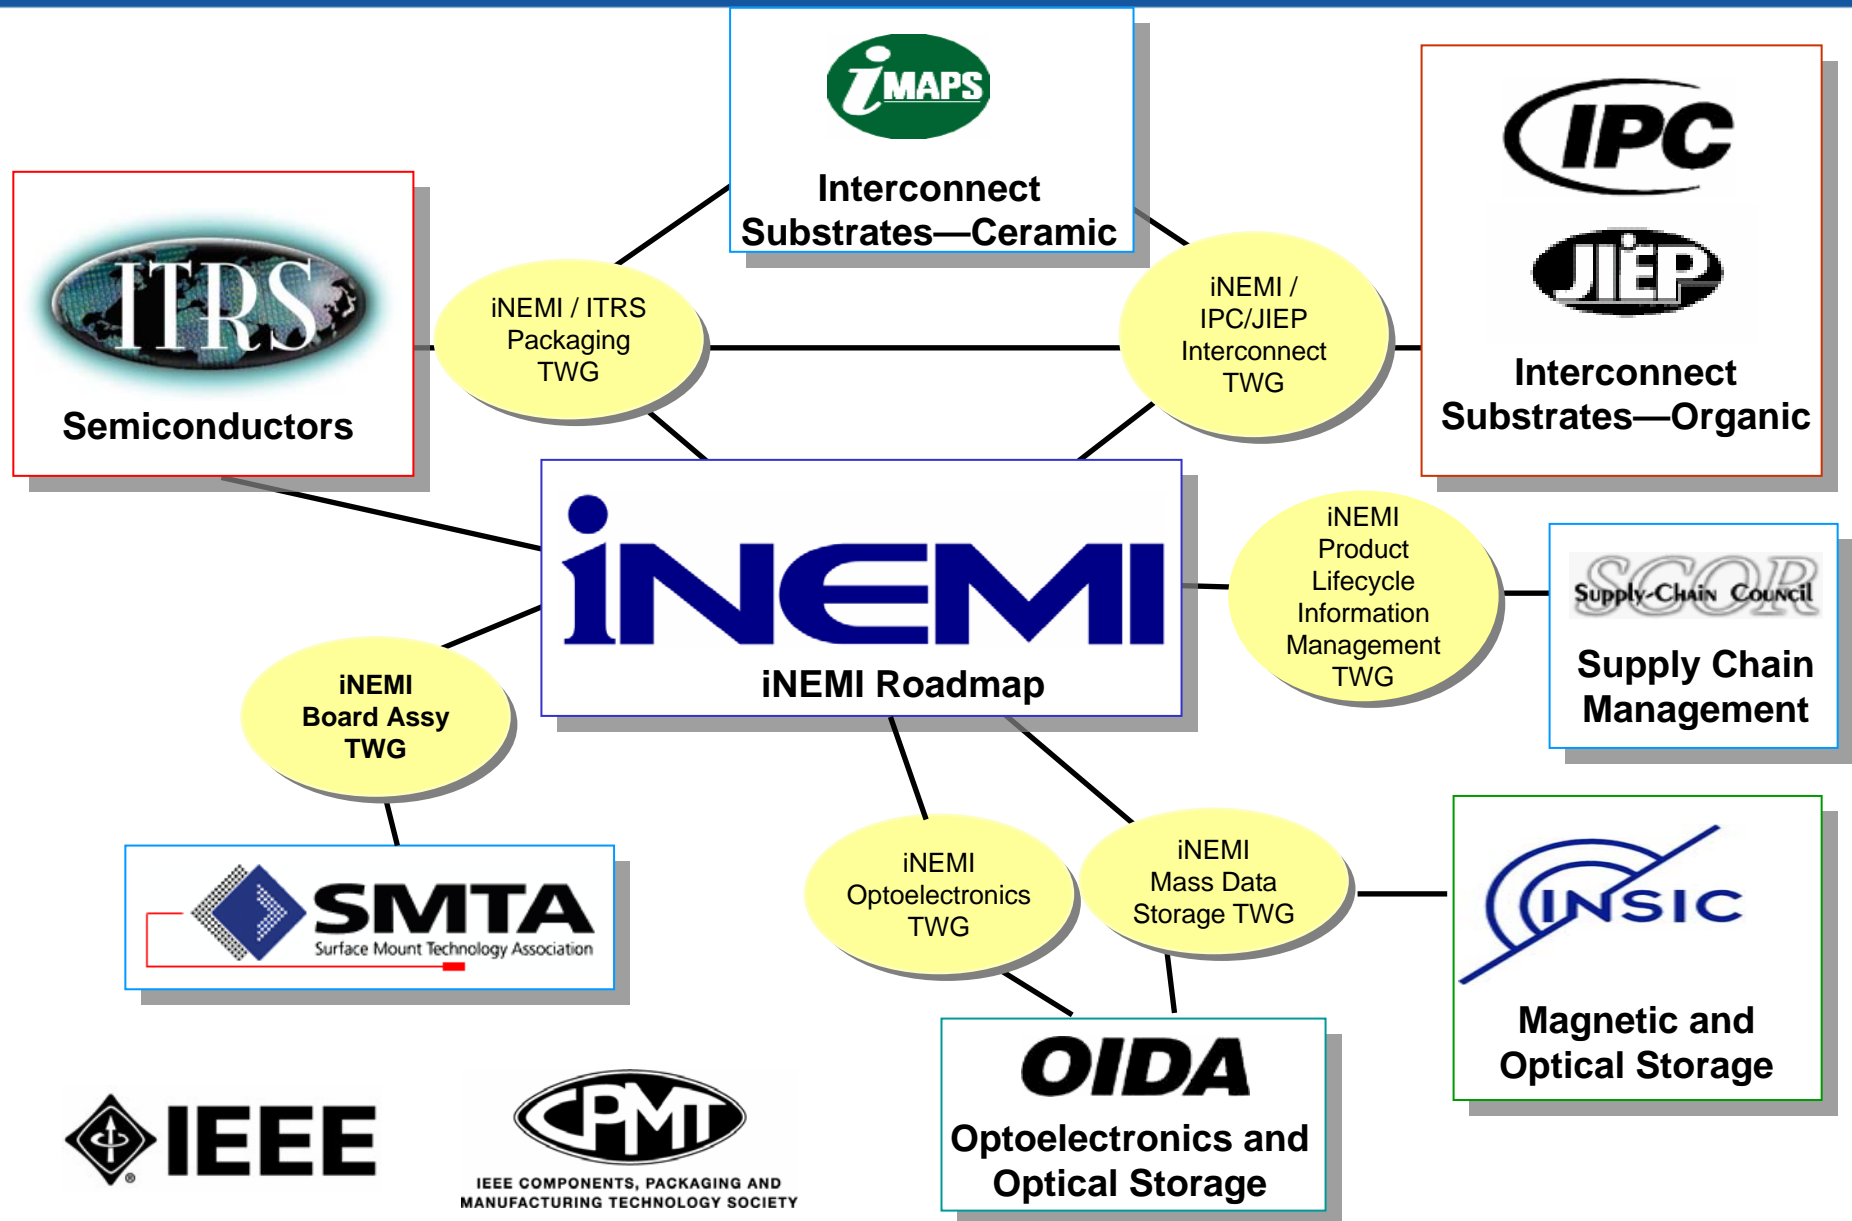 iMAPS
Interconnect
Substrates—Ceramic
IPC
JIEP
Interconnect
Substrates—Organic
ITRS
Semiconductors
iNEMI / ITRS
Packaging
TWG
iNEMI /
IPC/JIEP
Interconnect
TWG
iNEMI
iNEMI Roadmap
iNEMI
Product
Lifecycle
Information
Management
TWG
SCOR
Supply-Chain Council
Supply Chain
Management
iNEMI
Board Assy
TWG
SMTA
Surface Mount Technology Association
iNEMI
Optoelectronics
TWG
iNEMI
Mass Data
Storage TWG
INSIC
Magnetic and
Optical Storage
OIDA
Optoelectronics and
Optical Storage
IEEE
®
CPMT
IEEE COMPONENTS, PACKAGING AND
MANUFACTURING TECHNOLOGY SOCIETY